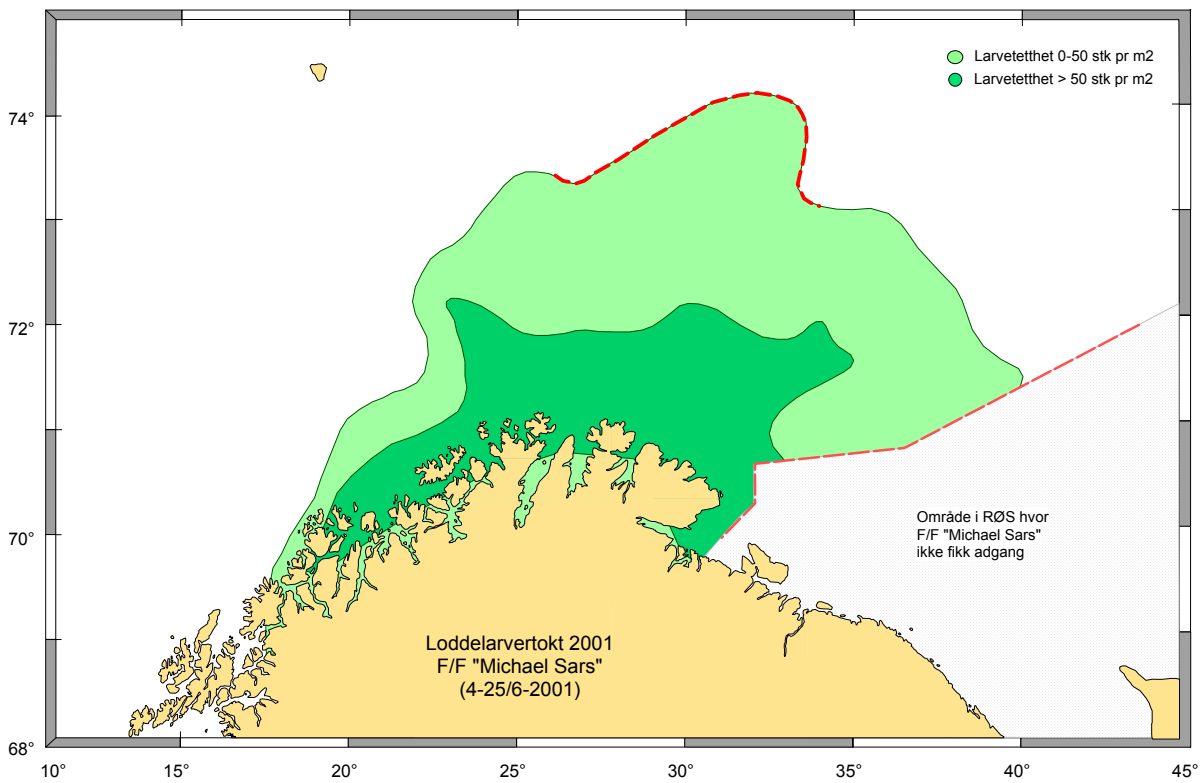 Larvetetthet 0-50 stk pr m2
Larvetetthet > 50 stk pr m2
74°
72°
70°
68°
Område i RØS hvor
F/F "Michael Sars"
ikke fikk adgang
Loddelarvertokt 2001
F/F "Michael Sars"
(4-25/6-2001)
10°
15°
20°
25°
30°
35°
40°
45°